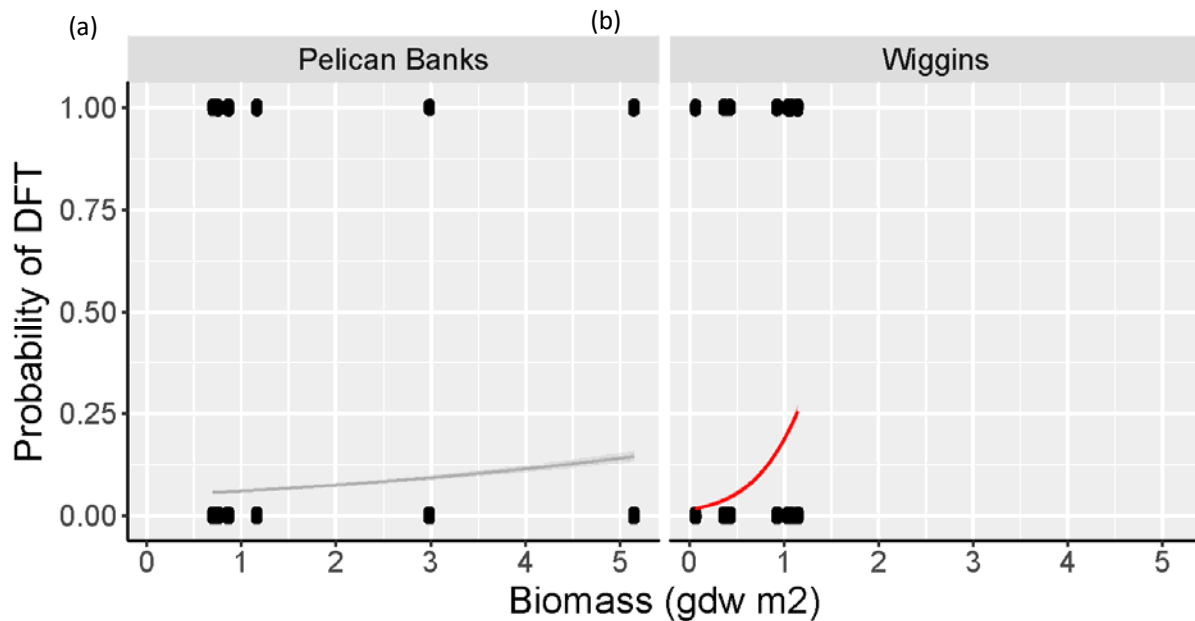 (a)
(b)
Pelican Banks
Wiggins
Probability of DFT
1.00
0.75
0.50
0.25
0.00
0 1 2 3 4 5
0 1 2 3 4 5
Biomass (gdw m2)